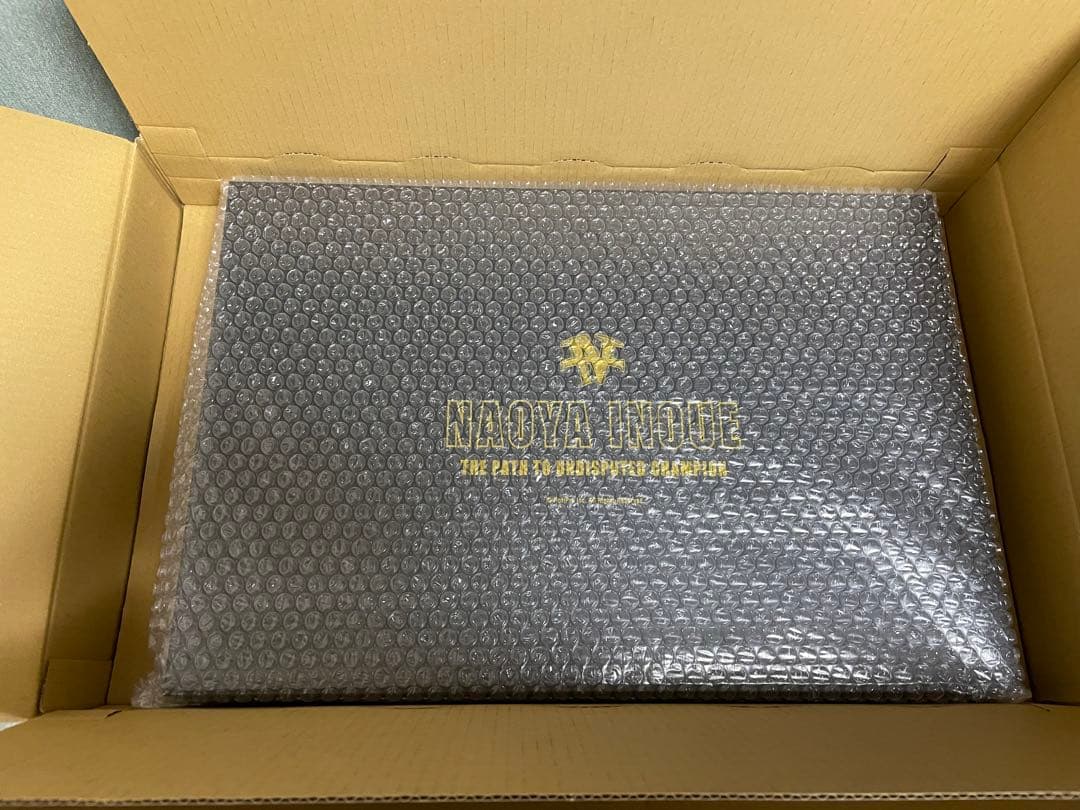 NAOYA INOUE
THE PATH TO UNDISPUTED CHAMPION